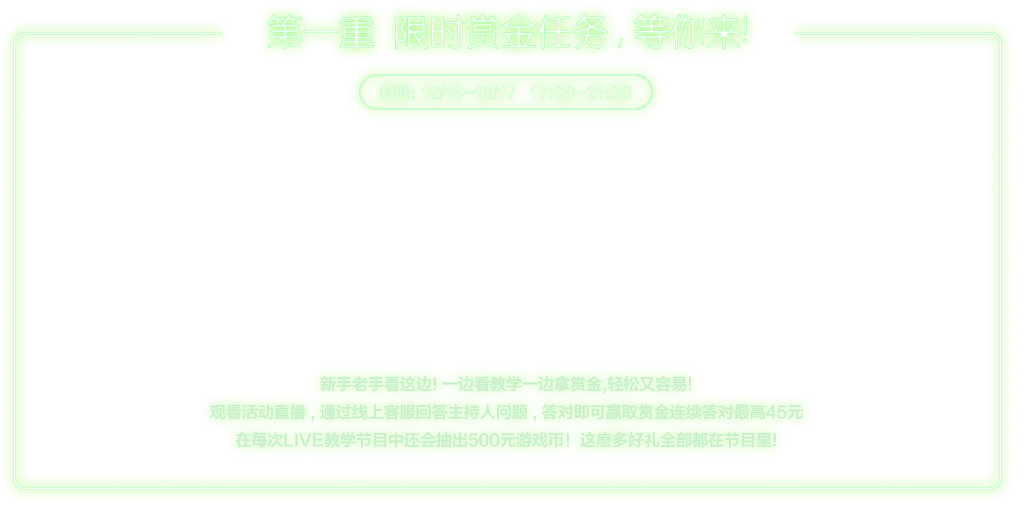 第一重 限时赏金任务,等你来!
时间: 12/15-12/17 17:00-21:00
新手老手看这边! 一边看教学一边拿赏金,轻松又容易!
观看活动直播,通过线上客服回答主持人问题,答对即可赢取赏金连续答对最高45元
在每次LIVE教学节目中还会抽出500元游戏币! 这麼多好礼全部都在节目里!